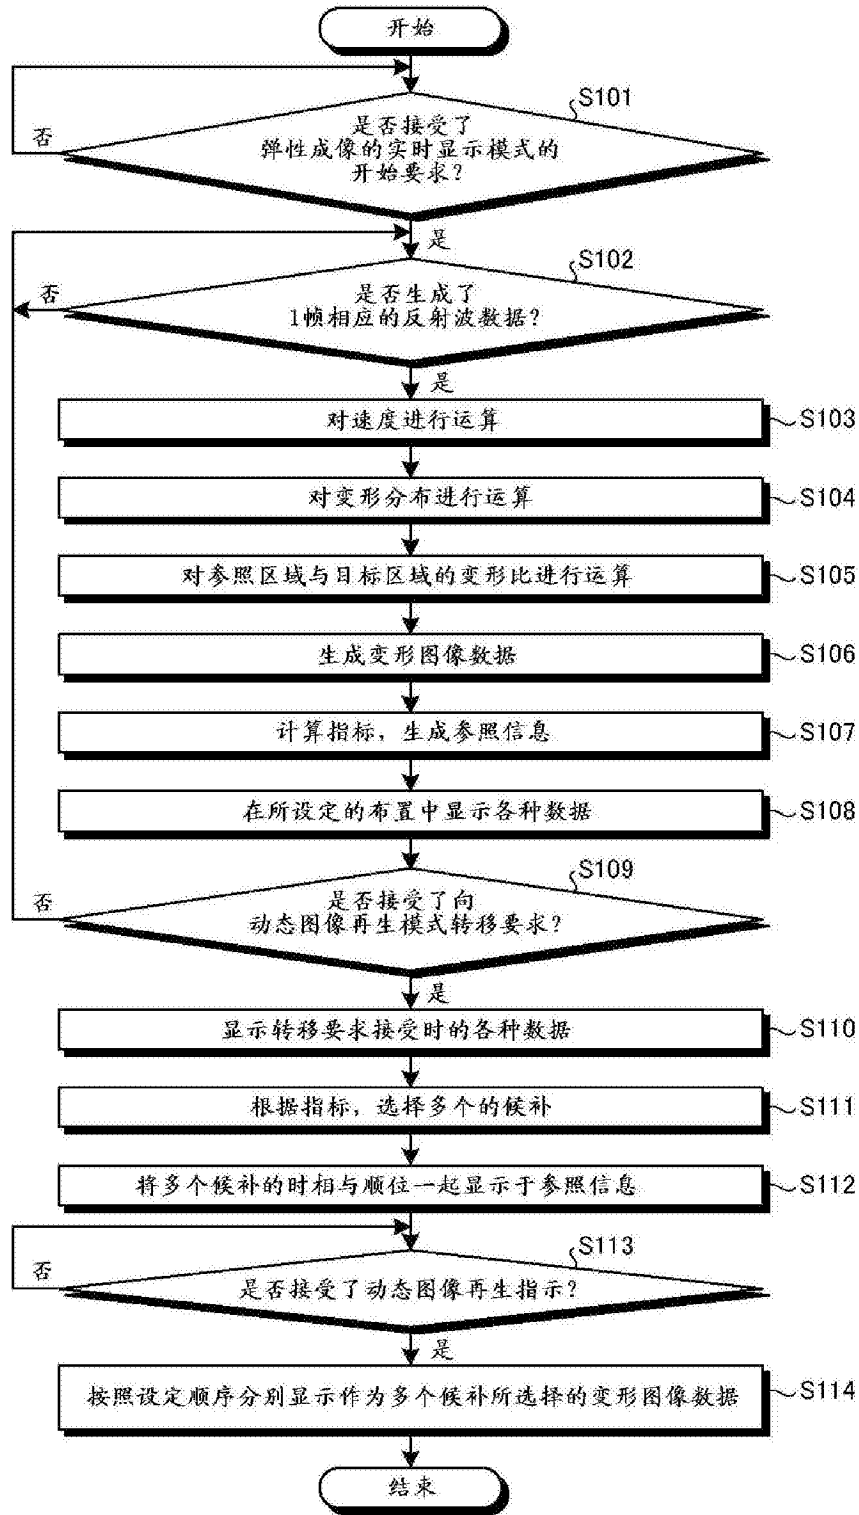 开始
S101
是否接受了
弹性成像的实时显示模式的
开始要求？
否
是
S102
是否生成了
1帧相应的反射波数据？
否
是
对速度进行运算
S103
对变形分布进行运算
S104
对参照区域与目标区域的变形比进行运算
S105
生成变形图像数据
S106
计算指标，生成参照信息
S107
在所设定的布置中显示各种数据
S108
S109
是否接受了向
动态图像再生模式转移要求？
否
是
显示转移要求接受时的各种数据
S110
根据指标，选择多个的候补
S111
将多个候补的时相与顺位一起显示于参照信息
S112
S113
是否接受了动态图像再生指示？
否
是
按照设定顺序分别显示作为多个候补所选择的变形图像数据
S114
结束